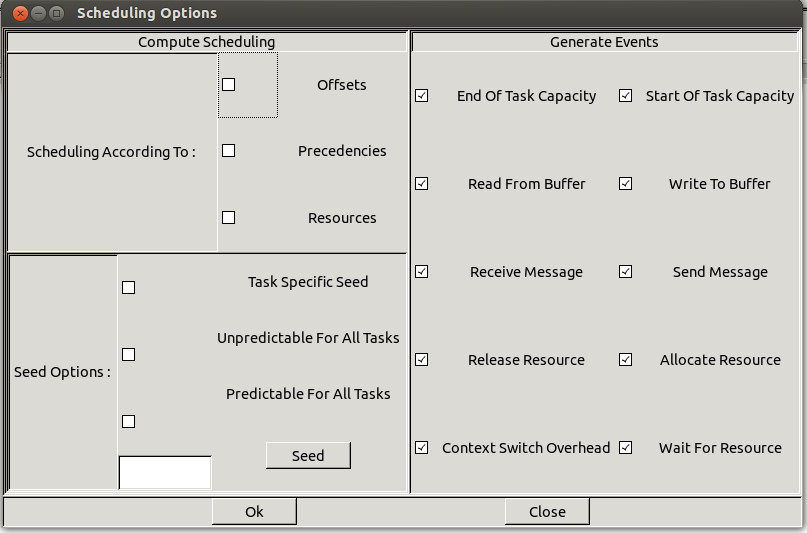 Scheduling Options
Compute Scheduling
Scheduling According To :
Offsets
Precedencies
Resources
Seed Options :
Task Specific Seed
Unpredictable For All Tasks
Predictable For All Tasks
Seed
Generate Events
End Of Task Capacity
Start Of Task Capacity
Read From Buffer
Write To Buffer
Receive Message
Send Message
Release Resource
Allocate Resource
Context Switch Overhead
Wait For Resource
Ok
Close